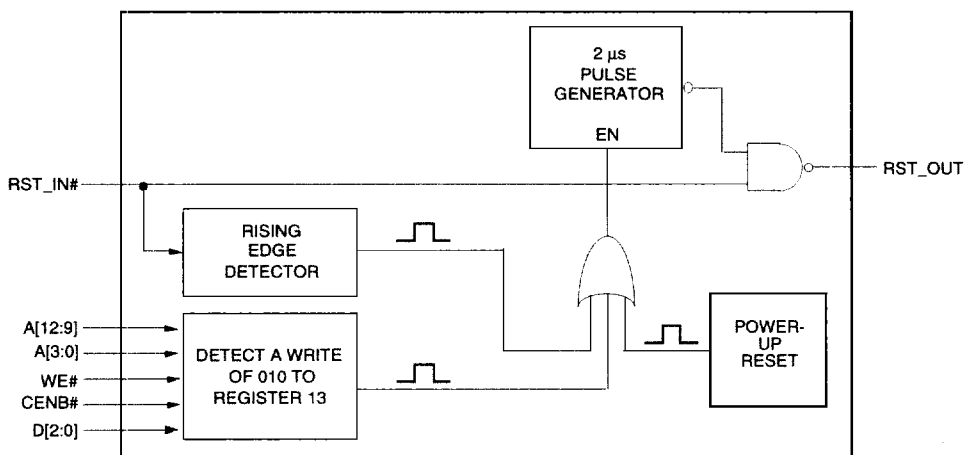 2 µs
PULSE
GENERATOR
EN
RST_IN#
RST_OUT
RISING
EDGE
DETECTOR
A[12:9]
A[3:0]
WE#
CENB#
D[2:0]
DETECT A WRITE
OF 010 TO
REGISTER 13
POWER-
UP
RESET